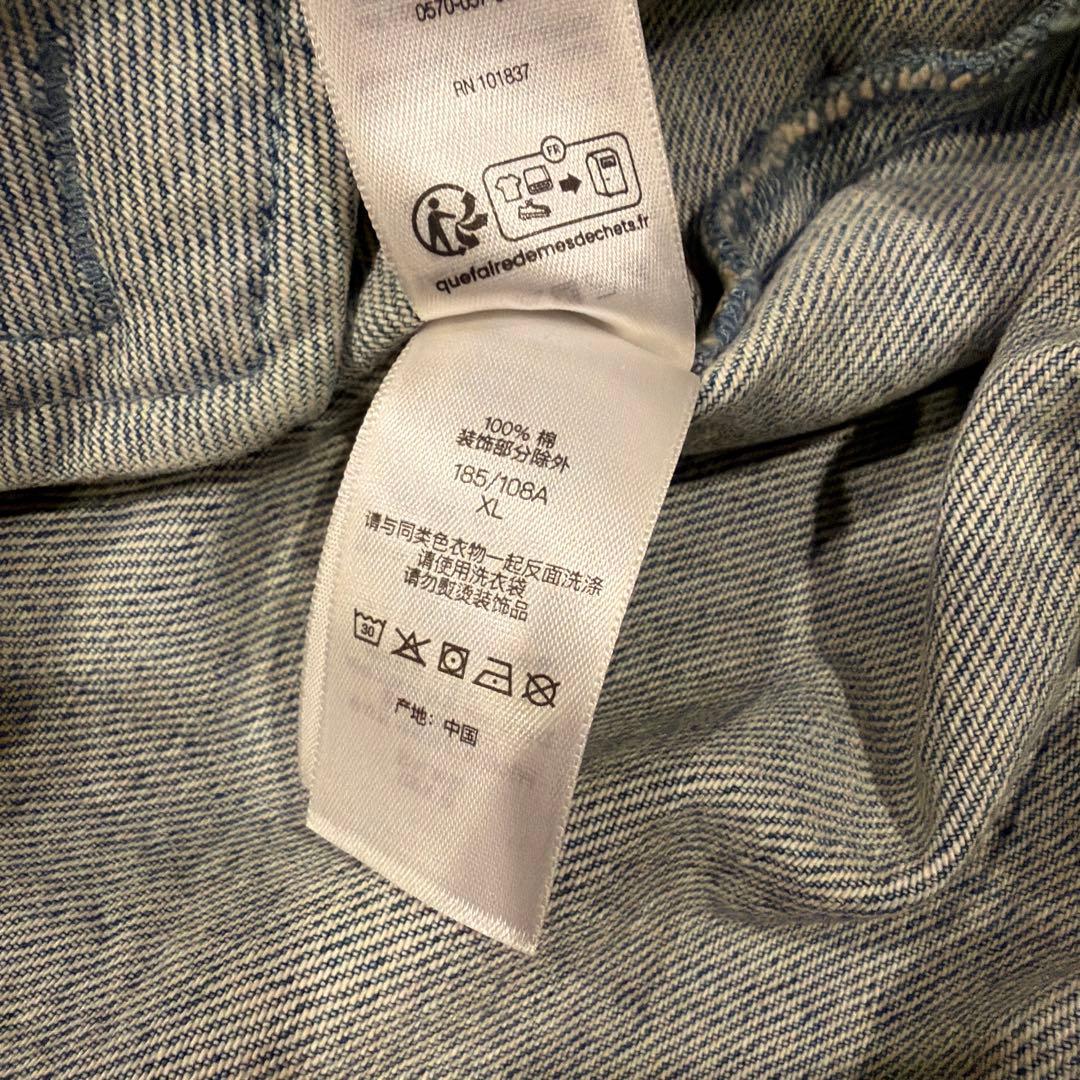 RN 101837
FR
quefairedemesdechets.fr
100% 棉
装饰部分除外
185/108A
XL
请与同类色衣物一起反面洗涤
请使用洗衣袋
请勿熨烫装饰品
30
产地：中国